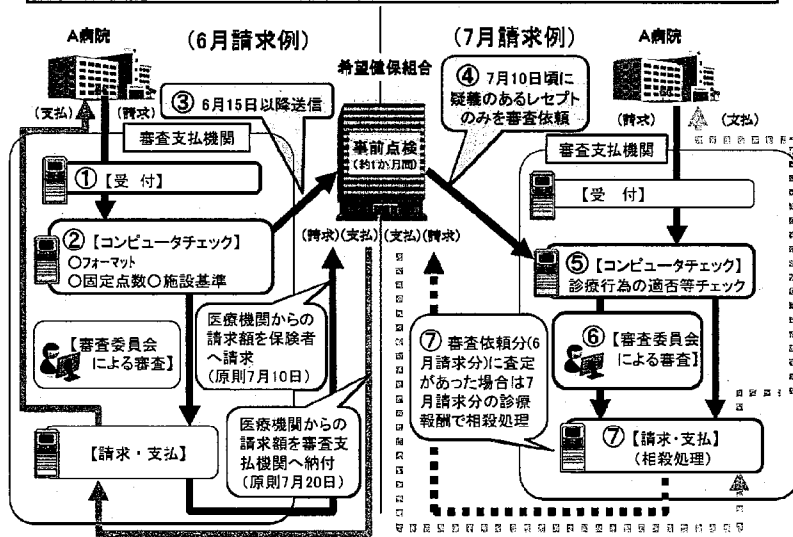 (6月請求例)
A病院
(支払)
(請求)
審査支払機関
①【受付】
②【コンピュータチェック】
○フォーマット
○固定点数○施設基準
【審査委員会
による審査】
【請求・支払】
③ 6月15日以降送信
希望健保組合
事前点検
(約1か月間)
(請求)(支払)
(支払)(請求)
医療機関からの
請求額を保険者
へ請求
(原則7月10日)
医療機関からの
請求額を審査支
払機関へ納付
(原則7月20日)
(7月請求例)
A病院
④ 7月10日頃に
疑義のあるレセプト
のみを審査依頼
(請求)
(支払)
審査支払機関
【受 付】
⑤【コンピュータチェック】
診療行為の適否等チェック
⑥【審査委員会
による審査】
⑦ 審査依頼分(6
月請求分)に査定
があった場合は7
月請求分の診療
報酬で相殺処理
⑦【請求・支払】
(相殺処理)